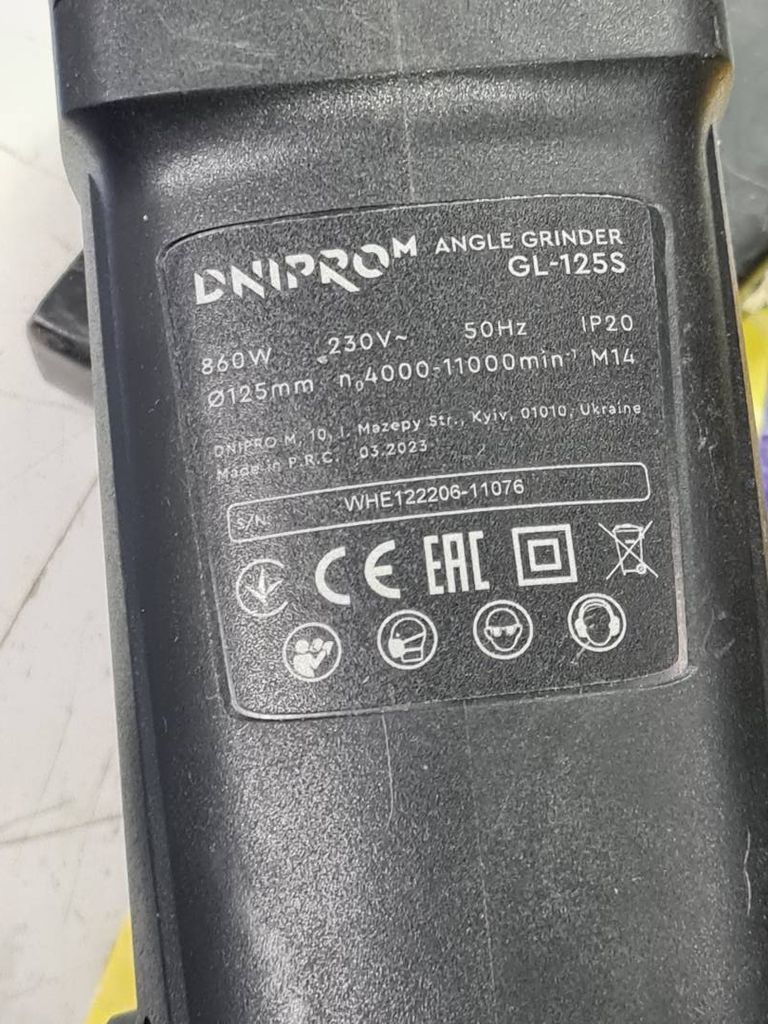 DNIPRO M ANGLE GRINDER
GL-125S
860W 230V~ 50Hz IP20
Ø125mm n₀4000-11000min⁻¹ M14
DNIPRO M, 10, I. Mazepy Str., Kyiv, 01010, Ukraine
Made in P.R.C. 03.2023
S/N WHE122206-11076
CE EAC